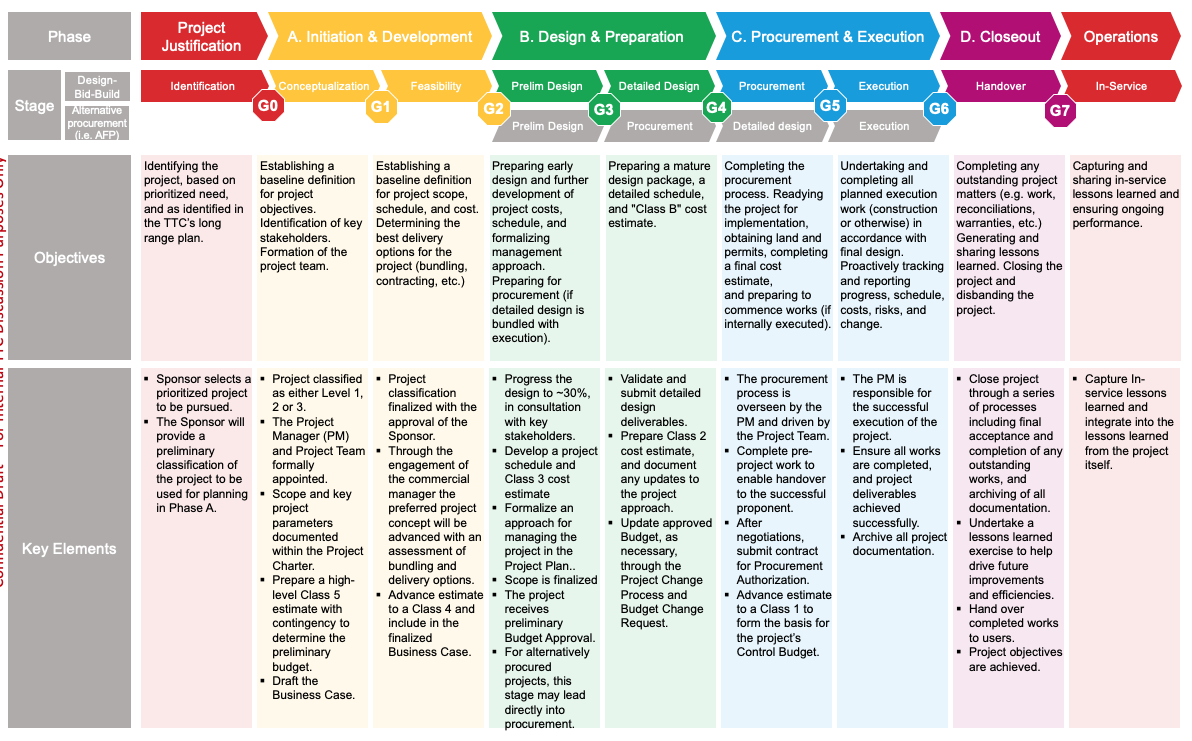 Phase
Project
Justification
A. Initiation & Development
B. Design & Preparation
C. Procurement & Execution
D. Closeout
Operations
Stage
Design-
Bid-Build
Alternative
procurement
(i.e. AFP)
Identification
G0
Conceptualization
G1
Feasibility
G2
Prelim Design
G3
Detailed Design
G4
Procurement
G5
Execution
G6
Handover
G7
In-Service
Prelim Design
Procurement
Detailed design
Execution
Objectives
Identifying the
project, based on
prioritized need,
and as identified in
the TTC's long
range plan.
Establishing a
baseline definition
for project
objectives.
Identification of key
stakeholders.
Formation of the
project team.
Establishing a
baseline definition
for project scope,
schedule, and cost.
Determining the
best delivery
options for the
project (bundling,
contracting, etc.)
Preparing early
design and further
development of
project costs,
schedule, and
formalizing
management
approach.
Preparing for
procurement (if
detailed design is
bundled with
execution).
Preparing a mature
design package, a
detailed schedule,
and "Class B" cost
estimate.
Completing the
procurement
process. Readying
the project for
implementation,
obtaining land and
permits, completing
a final cost
estimate,
and preparing to
commence works (if
internally executed).
Undertaking and
completing all
planned execution
work (construction
or otherwise) in
accordance with
final design.
Proactively tracking
and reporting
progress, schedule,
costs, risks, and
change.
Completing any
outstanding project
matters (e.g. work,
reconciliations,
warranties, etc.)
Generating and
sharing lessons
learned. Closing the
project and
disbanding the
project.
Capturing and
sharing in-service
lessons learned and
ensuring ongoing
performance.
Key Elements
▪ Sponsor selects a
prioritized project
to be pursued.
▪ The Sponsor will
provide a
preliminary
classification of
the project to be
used for planning
in Phase A.
▪ Project classified
as either Level 1,
2 or 3.
▪ The Project
Manager (PM)
and Project Team
formally
appointed.
▪ Scope and key
project
parameters
documented
within the Project
Charter.
▪ Prepare a high-
level Class 5
estimate with
contingency to
determine the
preliminary
budget.
▪ Draft the
Business Case.
▪ Project
classification
finalized with the
approval of the
Sponsor.
▪ Through the
engagement of
the commercial
manager the
preferred project
concept will be
advanced with an
assessment of
bundling and
delivery options.
▪ Advance estimate
to a Class 4 and
include in the
finalized
Business Case.
▪ Progress the
design to ~30%,
in consultation
with key
stakeholders.
▪ Develop a project
schedule and
Class 3 cost
estimate
▪ Formalize an
approach for
managing the
project in the
Project Plan..
▪ Scope is finalized
▪ The project
receives
preliminary
Budget Approval.
▪ For alternatively
procured
projects, this
stage may lead
directly into
procurement.
▪ Validate and
submit detailed
design
deliverables.
▪ Prepare Class 2
cost estimate,
and document
any updates to
the project
approach.
▪ Update approved
Budget, as
necessary,
through the
Project Change
Process and
Budget Change
Request.
▪ The procurement
process is
overseen by the
PM and driven by
the Project Team.
▪ Complete pre-
project work to
enable handover
to the successful
proponent.
▪ After
negotiations,
submit contract
for Procurement
Authorization.
▪ Advance estimate
to a Class 1 to
form the basis for
the project's
Control Budget.
▪ The PM is
responsible for
the successful
execution of the
project.
▪ Ensure all works
are completed,
and project
deliverables
achieved
successfully.
▪ Archive all project
documentation.
▪ Close project
through a series
of processes
including final
acceptance and
completion of any
outstanding
works, and
archiving of all
documentation.
▪ Undertake a
lessons learned
exercise to help
drive future
improvements
and efficiencies.
▪ Hand over
completed works
to users.
▪ Project objectives
are achieved.
▪ Capture In-
service lessons
learned and
integrate into the
lessons learned
from the project
itself.